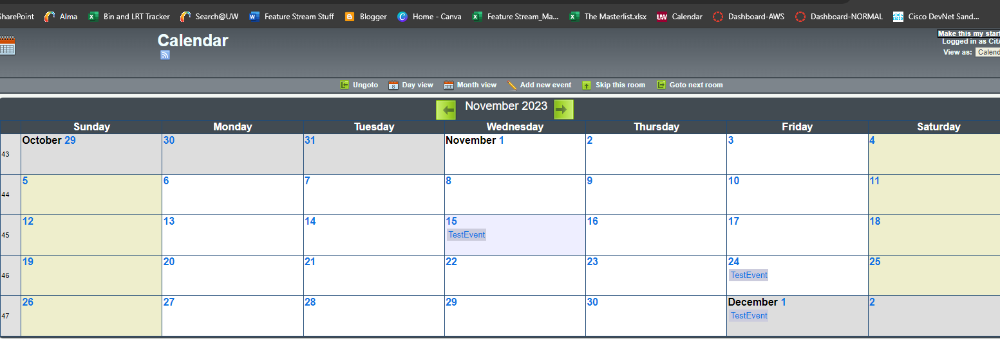 SharePoint Alma Bin and LRT Tracker Search@UW Feature Stream Stuff Blogger Home - Canva Feature Stream_Ma... The Masterlist.xlsx Calendar Dashboard-AWS Dashboard-NORMAL Cisco DevNet Sand...
Calendar
Make this my start
Logged in as CitA
View as: Calend
Ungoto Day view Month view Add new event Skip this room Goto next room
November 2023
Sunday Monday Tuesday Wednesday Thursday Friday Saturday
October 29 30 31 November 1 2 3 4
43
5 6 7 8 9 10 11
44
12 13 14 15 16 17 18
45 TestEvent
19 20 21 22 23 24 25
46 TestEvent
26 27 28 29 30 December 1 2
47 TestEvent